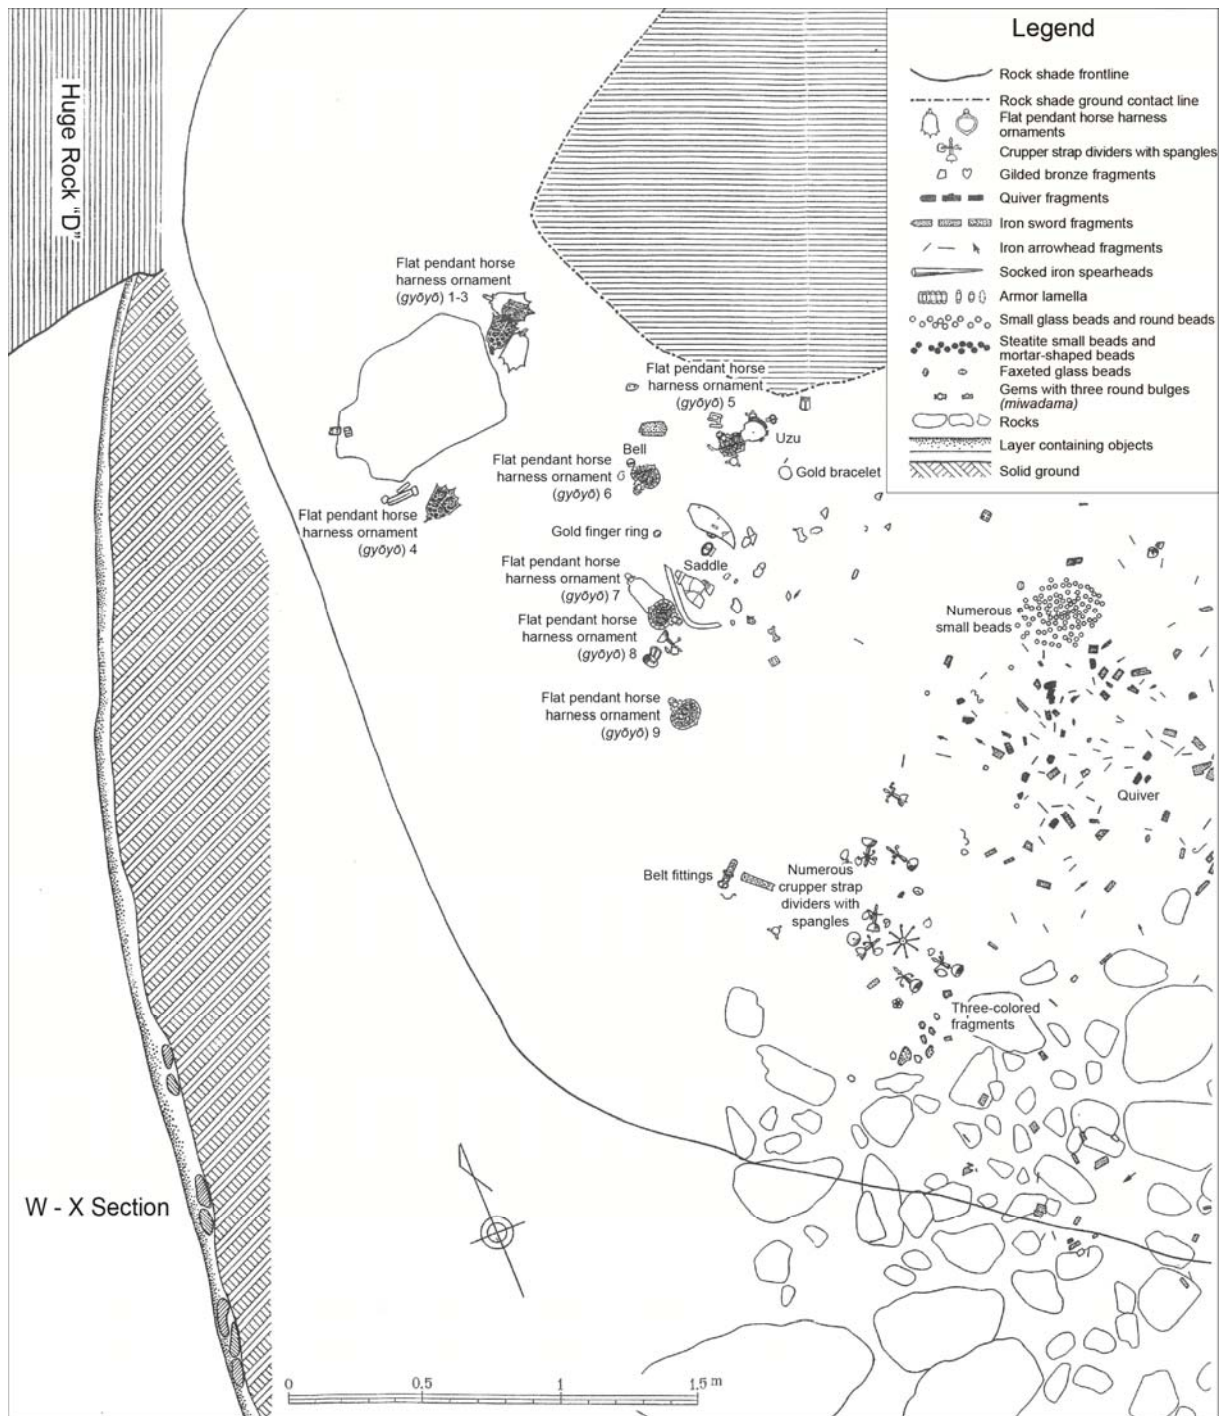 Huge Rock "D"
Legend
Rock shade frontline
Rock shade ground contact line
Flat pendant horse harness
ornaments
Crupper strap dividers with spangles
Gilded bronze fragments
Quiver fragments
Iron sword fragments
Iron arrowhead fragments
Socked iron spearheads
Armor lamella
Small glass beads and round beads
Steatite small beads and
mortar-shaped beads
Faxeted glass beads
Gems with three round bulges
(miwadama)
Rocks
Layer containing objects
Solid ground
Flat pendant horse
harness ornament
(gyōyō) 1-3
Flat pendant horse
harness ornament
(gyōyō) 5
Uzu
Bell
Flat pendant horse
harness ornament
(gyōyō) 6
Gold bracelet
Flat pendant horse
harness ornament
(gyōyō) 4
Gold finger ring
Saddle
Flat pendant horse
harness ornament
(gyōyō) 7
Flat pendant horse
harness ornament
(gyōyō) 8
Numerous
small beads
Flat pendant horse
harness ornament
(gyōyō) 9
Quiver
Belt fittings
Numerous
crupper strap
dividers with
spangles
Three-colored
fragments
W - X Section
0 0.5 1 1.5 m